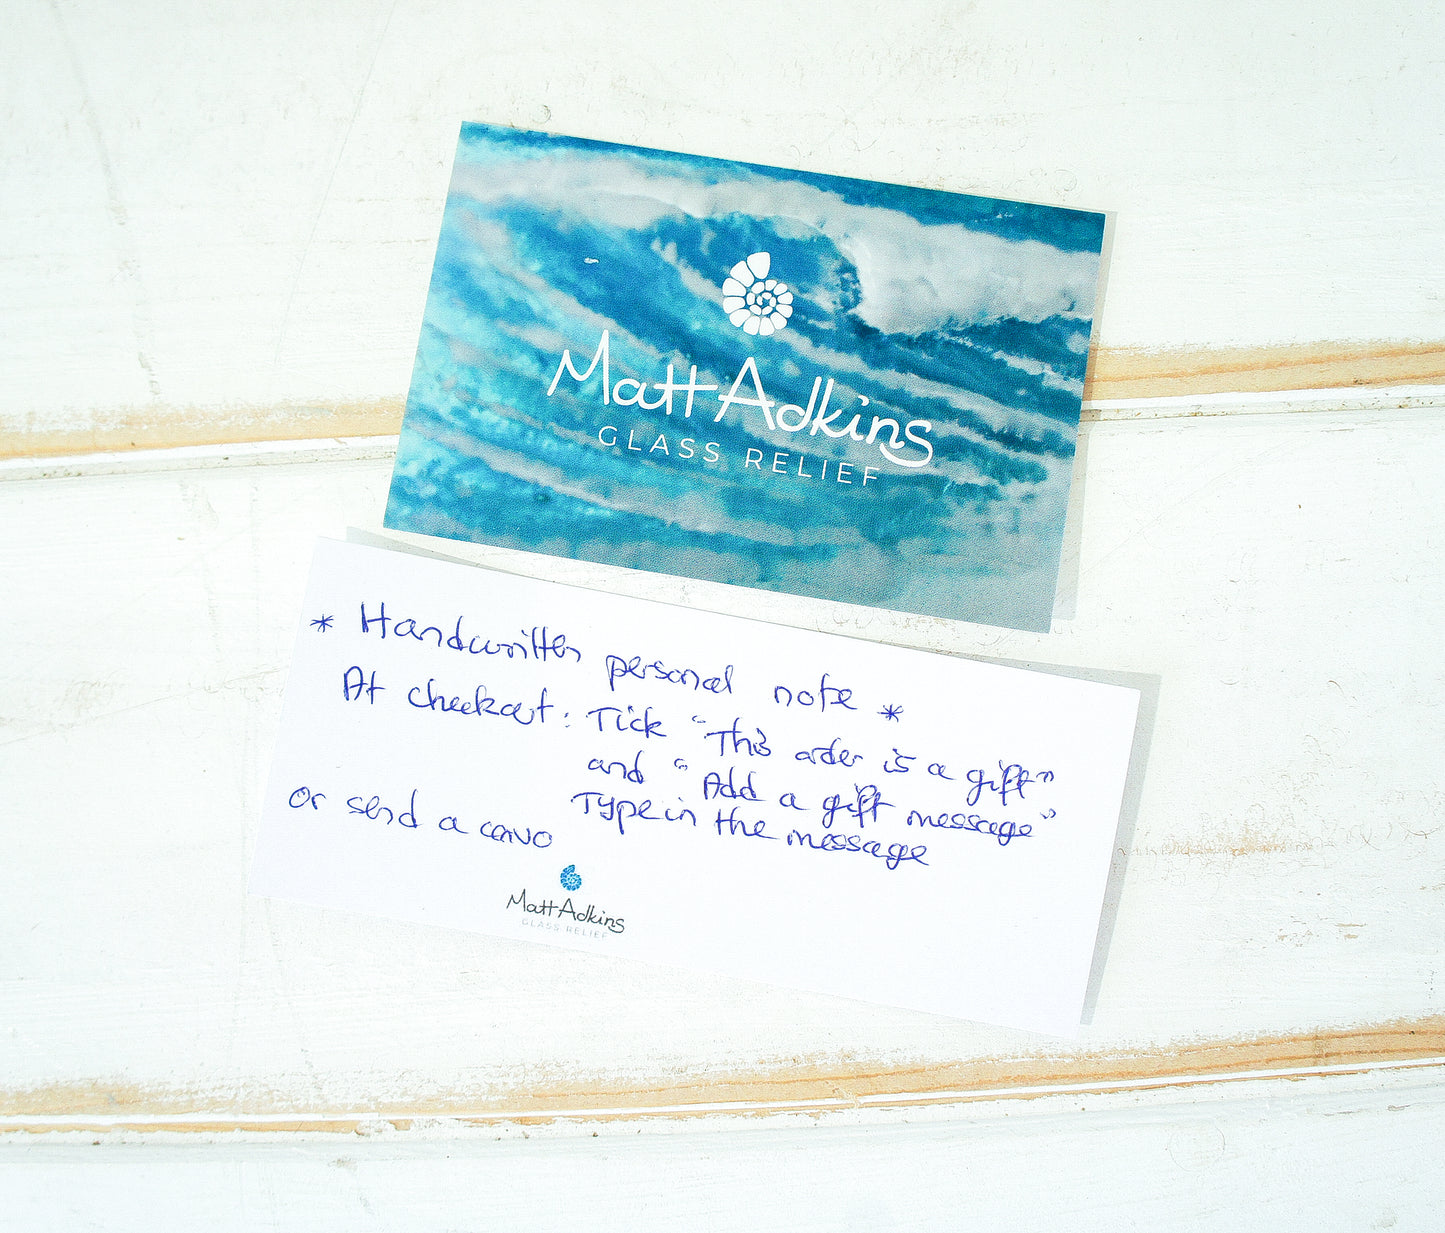 Matt Adkins
GLASS RELIEF
* Handwritten personal note *
At checkout: Tick "This order is a gift"
and "Add a gift message"
Type in the message
or send a convo
Matt Adkins
GLASS RELIEF